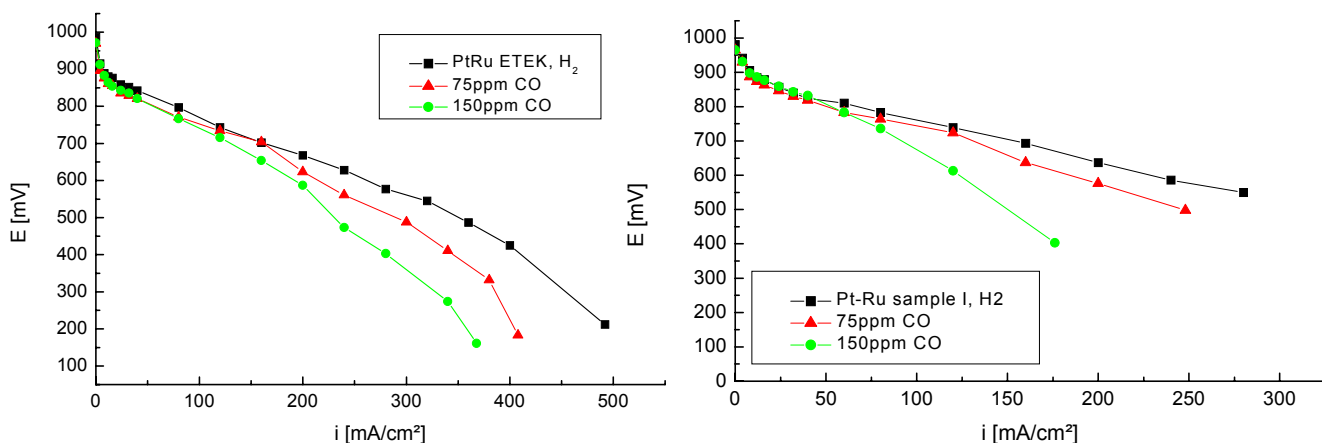 1000
900
800
700
600
500
400
300
200
100
E [mV]
PtRu ETEK, H₂
75ppm CO
150ppm CO
0 100 200 300 400 500
i [mA/cm²]
1000
900
800
700
600
500
400
300
200
100
0
E [mV]
Pt-Ru sample I, H2
75ppm CO
150ppm CO
0 50 100 150 200 250 300
i [mA/cm²]